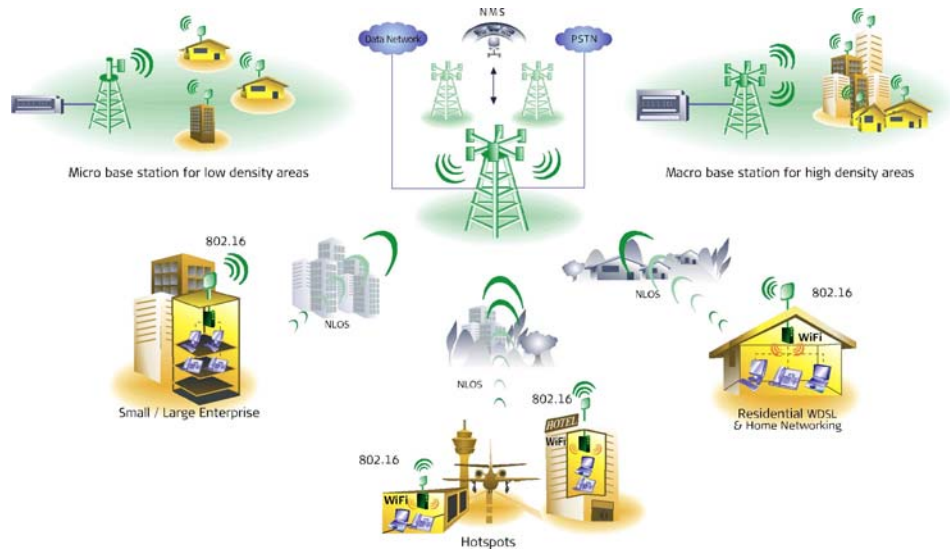 NMS
Data Network
PSTN
Micro base station for low density areas
Macro base station for high density areas
802.16
NLOS
NLOS
802.16
WiFi
NLOS
Small / Large Enterprise
802.16
Residential WDSL
& Home Networking
HOTEL
WiFi
802.16
WiFi
Hotspots